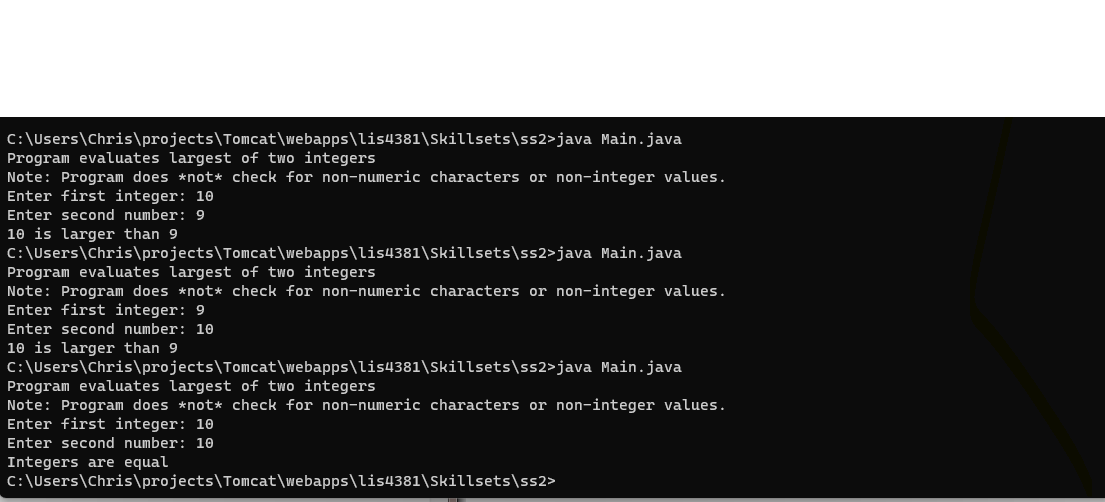 C:\Users\Chris\projects\Tomcat\webapps\lis4381\Skillsets\ss2>java Main.java
Program evaluates largest of two integers
Note: Program does *not* check for non-numeric characters or non-integer values.
Enter first integer: 10
Enter second number: 9
10 is larger than 9
C:\Users\Chris\projects\Tomcat\webapps\lis4381\Skillsets\ss2>java Main.java
Program evaluates largest of two integers
Note: Program does *not* check for non-numeric characters or non-integer values.
Enter first integer: 9
Enter second number: 10
10 is larger than 9
C:\Users\Chris\projects\Tomcat\webapps\lis4381\Skillsets\ss2>java Main.java
Program evaluates largest of two integers
Note: Program does *not* check for non-numeric characters or non-integer values.
Enter first integer: 10
Enter second number: 10
Integers are equal
C:\Users\Chris\projects\Tomcat\webapps\lis4381\Skillsets\ss2>